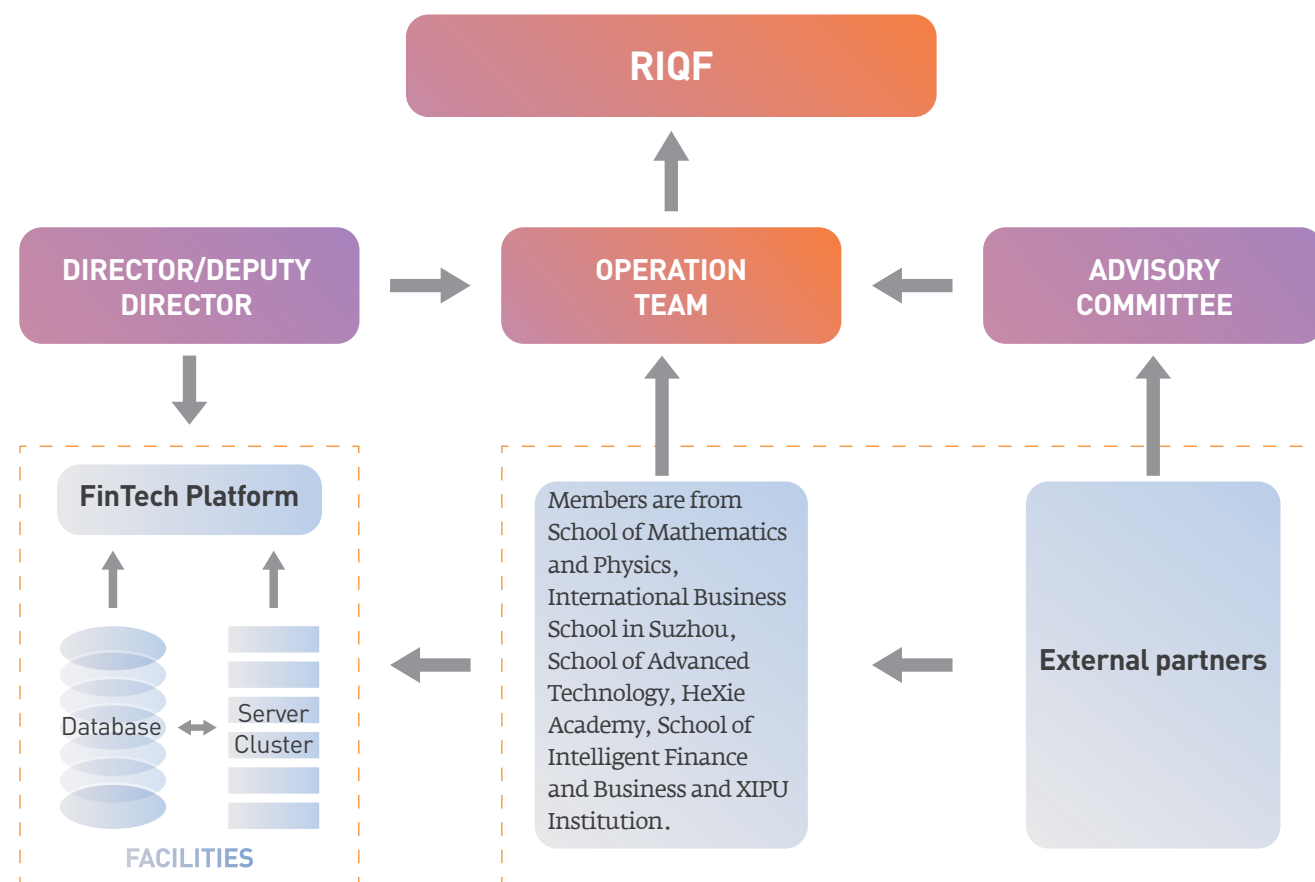 RIQF
DIRECTOR/DEPUTY
DIRECTOR
OPERATION
TEAM
ADVISORY
COMMITTEE
FinTech Platform
Database
Server
Cluster
FACILITIES
Members are from
School of Mathematics
and Physics,
International Business
School in Suzhou,
School of Advanced
Technology, HeXie
Academy, School of
Intelligent Finance
and Business and XIPU
Institution.
External partners